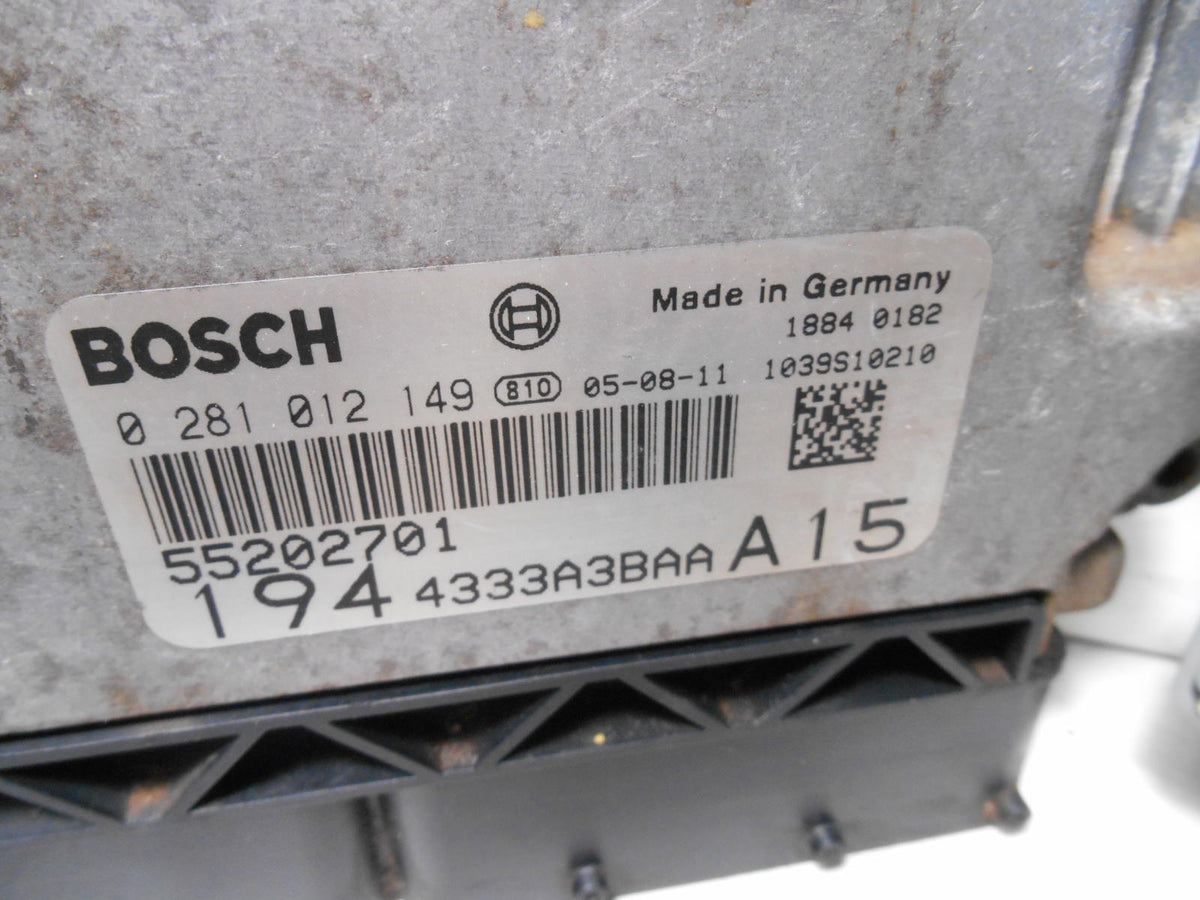 BOSCH
Made in Germany
1884 0182
0 281 012 149 810 05-08-11 1039S10210
55202701
194 4333A3BAA A15